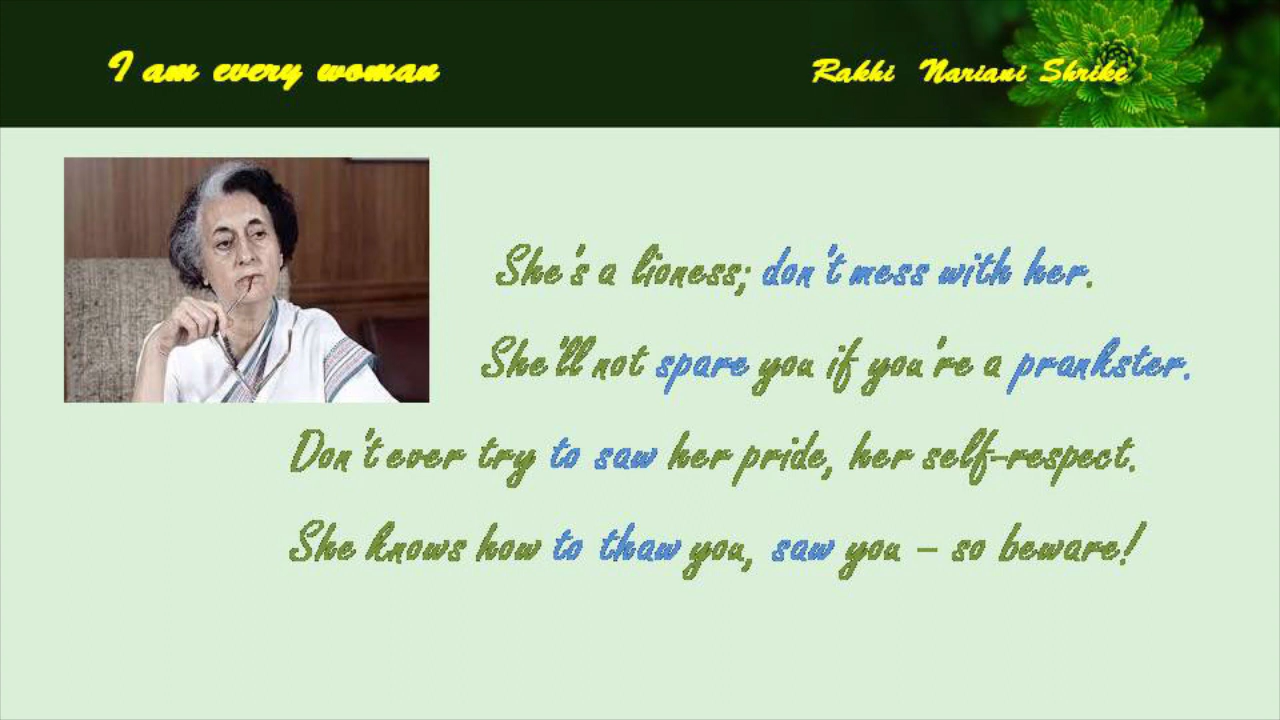 I am every woman
Rakhi Nariani Shrike
She's a lioness; don't mess with her.
She'll not spare you if you're a prankster.
Don't ever try to saw her pride, her self-respect.
She knows how to thaw you, saw you – so beware!